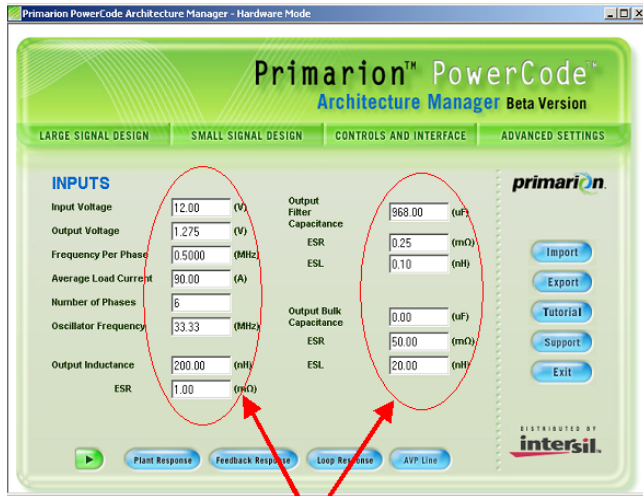 Primarion PowerCode Architecture Manager - Hardware Mode
Primarion™ PowerCode™
Architecture Manager Beta Version
LARGE SIGNAL DESIGN SMALL SIGNAL DESIGN CONTROLS AND INTERFACE ADVANCED SETTINGS
INPUTS
Input Voltage 12.00 (V)
Output Voltage 1.275 (V)
Frequency Per Phase 0.5000 (MHz)
Average Load Current 90.00 (A)
Number of Phases 6
Oscillator Frequency 33.33 (MHz)
Output Inductance 200.00 (nH)
ESR 1.00 (mΩ)
Output
Filter
Capacitance
968.00 (uF)
ESR 0.25 (mΩ)
ESL 0.10 (nH)
Output Bulk
Capacitance
0.00 (uF)
ESR 50.00 (mΩ)
ESL 20.00 (nH)
primarion.
Import
Export
Tutorial
Support
Exit
DISTRIBUTED BY
intersil.
Plant Response Feedback Response Loop Response AVP Line